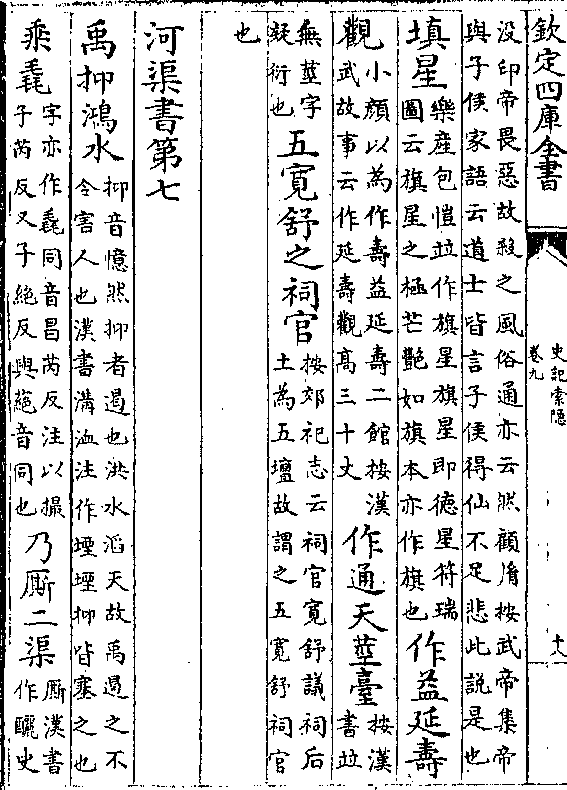 欽定四庫全書
史記索隱
卷九
十八
没印帝畏惡故殺之風俗通亦云然顧胤按武帝集帝
與子侯家語云道士皆言子侯得仙不足悲此説是也
填星
樂産包愷竝作旗星旗星即德星符瑞
圖云旗星之極芒艷如旗本亦作旗也
作益延壽
觀
小顔以為作壽益延壽二館按漢
武故事云作延壽觀髙三十丈
作通天莖臺
按漢
書竝
無莖字
疑衍也
五寛舒之祠官
按郊祀志云祠官寛舒議祠后
土為五壇故謂之五寛舒祠官
也
河渠書第七
禹抑鴻水
抑音憶然抑者遏也洪水滔天故禹遏之不
令害人也漢書溝洫注作堙堙抑皆塞之也
乘毳
字亦作毳同音昌芮反注以撮
子芮反又子絶反與蕝音同也
乃厮二渠
厮漢書
作釃史